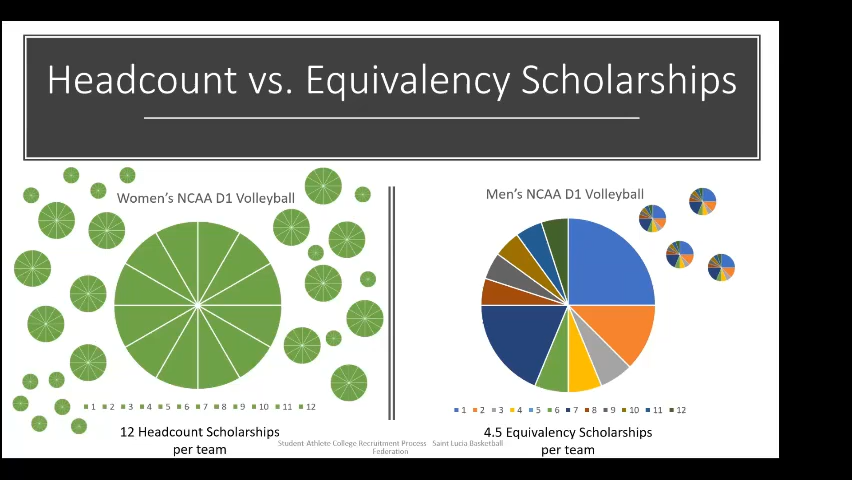 Headcount vs. Equivalency Scholarships
Women's NCAA D1 Volleyball
1 2 3 4 5 6 7 8 9 10 11 12
12 Headcount Scholarships
per team
Men's NCAA D1 Volleyball
1 2 3 4 5 6 7 8 9 10 11 12
4.5 Equivalency Scholarships
per team
Student Athlete College Recruitment Process Saint Lucia Basketball
Federation